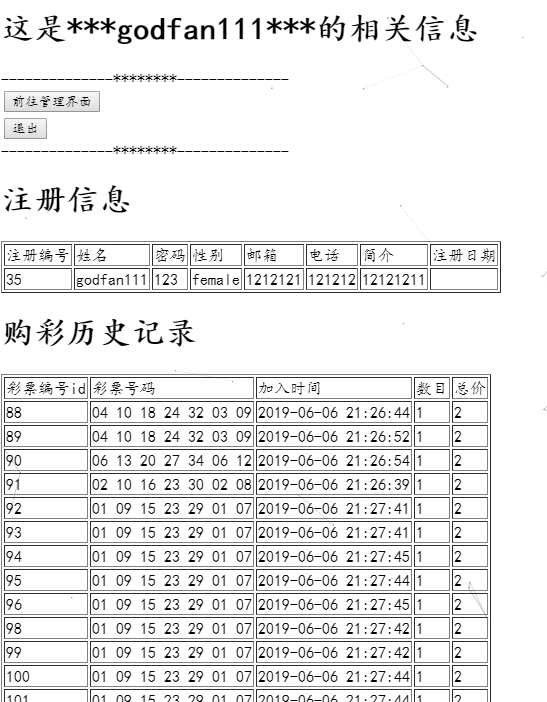 这是***godfan111***的相关信息
--------------********--------------
前往管理界面
退出
--------------********--------------
注册信息
注册编号 姓名 密码 性别 邮箱 电话 简介 注册日期
35 godfan111 123 female 1212121 121212 12121211
购彩历史记录
彩票编号id 彩票号码 加入时间 数目 总价
88 04 10 18 24 32 03 09 2019-06-06 21:26:44 1 2
89 04 10 18 24 32 03 09 2019-06-06 21:26:52 1 2
90 06 13 20 27 34 06 12 2019-06-06 21:26:54 1 2
91 02 10 16 23 30 02 08 2019-06-06 21:26:39 1 2
92 01 09 15 23 29 01 07 2019-06-06 21:27:41 1 2
93 01 09 15 23 29 01 07 2019-06-06 21:27:41 1 2
94 01 09 15 23 29 01 07 2019-06-06 21:27:45 1 2
95 01 09 15 23 29 01 07 2019-06-06 21:27:44 1 2
96 01 09 15 23 29 01 07 2019-06-06 21:27:45 1 2
98 01 09 15 23 29 01 07 2019-06-06 21:27:42 1 2
99 01 09 15 23 29 01 07 2019-06-06 21:27:42 1 2
100 01 09 15 23 29 01 07 2019-06-06 21:27:44 1 2
101 01 09 15 23 29 01 07 2019-06-06 21:27:44 1 2